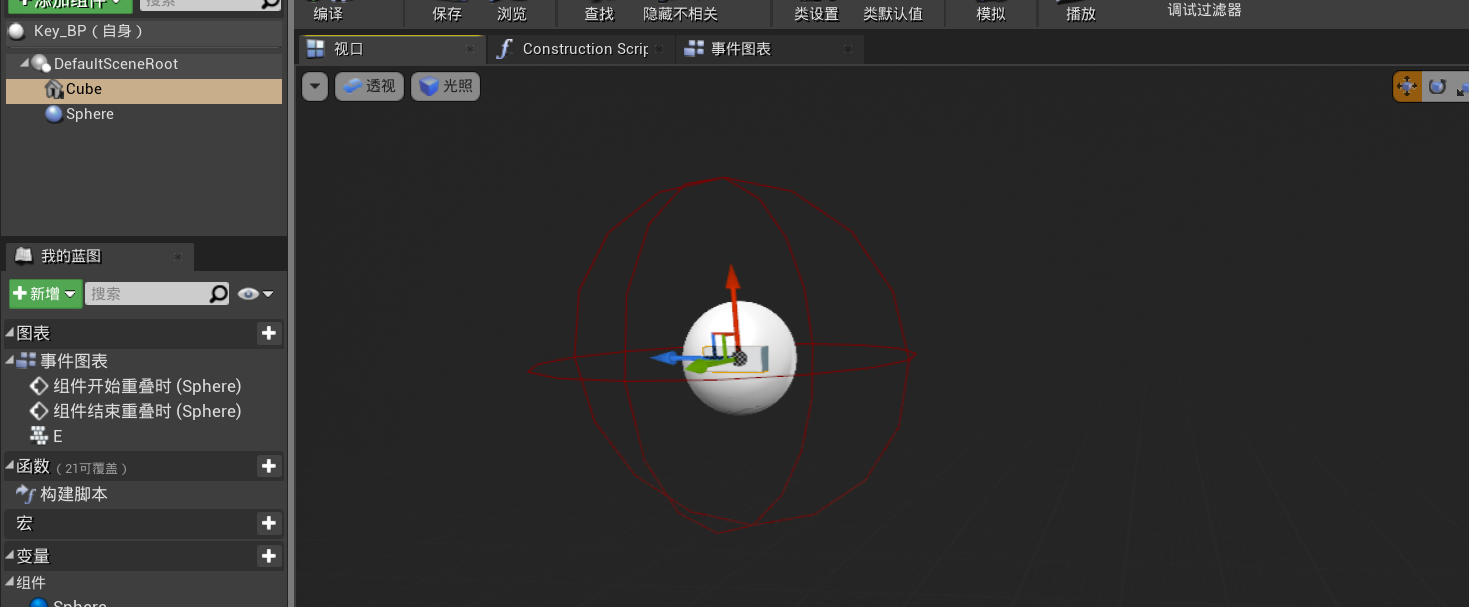 添加组件
搜索
Key_BP（自身）
DefaultSceneRoot
Cube
Sphere
我的蓝图
新增
搜索
图表
事件图表
组件开始重叠时 (Sphere)
组件结束重叠时 (Sphere)
E
函数（21可覆盖）
构建脚本
宏
变量
组件
Sphere
编译
保存
浏览
查找
隐藏不相关
类设置
类默认值
模拟
播放
调试过滤器
视口
Construction Scrip
事件图表
透视
光照